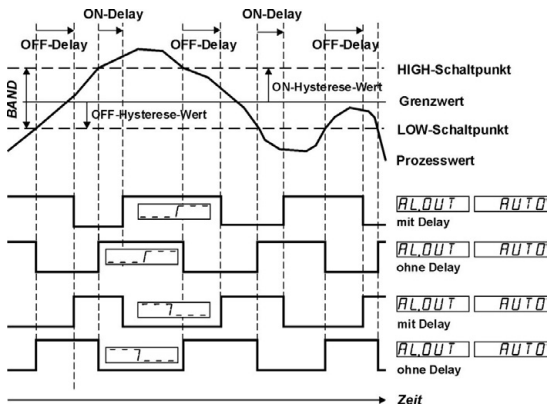 ON-Delay
ON-Delay
OFF-Delay
OFF-Delay
OFF-Delay
HIGH-Schaltpunkt
BAND
ON-Hysterese-Wert
Grenzwert
OFF-Hysterese-Wert
LOW-Schaltpunkt
Prozesswert
AL.OUT AUTO
mit Delay
AL.OUT AUTO
ohne Delay
AL.OUT AUTO
mit Delay
AL.OUT AUTO
ohne Delay
Zeit